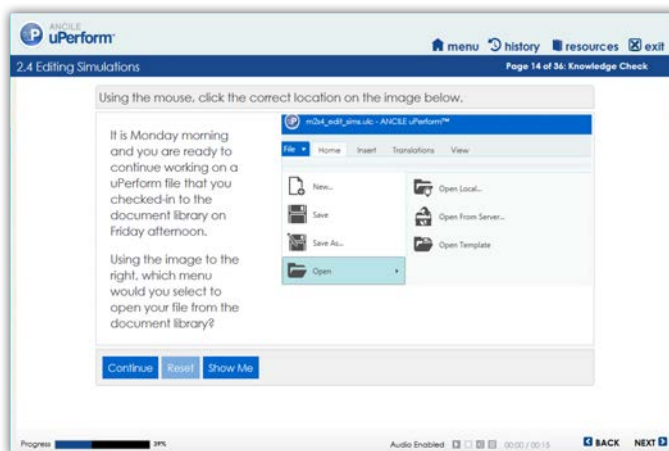 ANCILE
uPerform
menu history resources exit
2.4 Editing Simulations
Page 14 of 36: Knowledge Check
Using the mouse, click the correct location on the image below.
It is Monday morning
and you are ready to
continue working on a
uPerform file that you
checked-in to the
document library on
Friday afternoon.
Using the image to the
right, which menu
would you select to
open your file from the
document library?
m2s4_edit_sims.ulc - ANCILE uPerform™
File Home Insert Translations View
New...
Save
Save As...
Open
Open Local...
Open From Server...
Open Template
Continue Reset Show Me
Progress 39% Audio Enabled 00:00 / 00:15 BACK NEXT